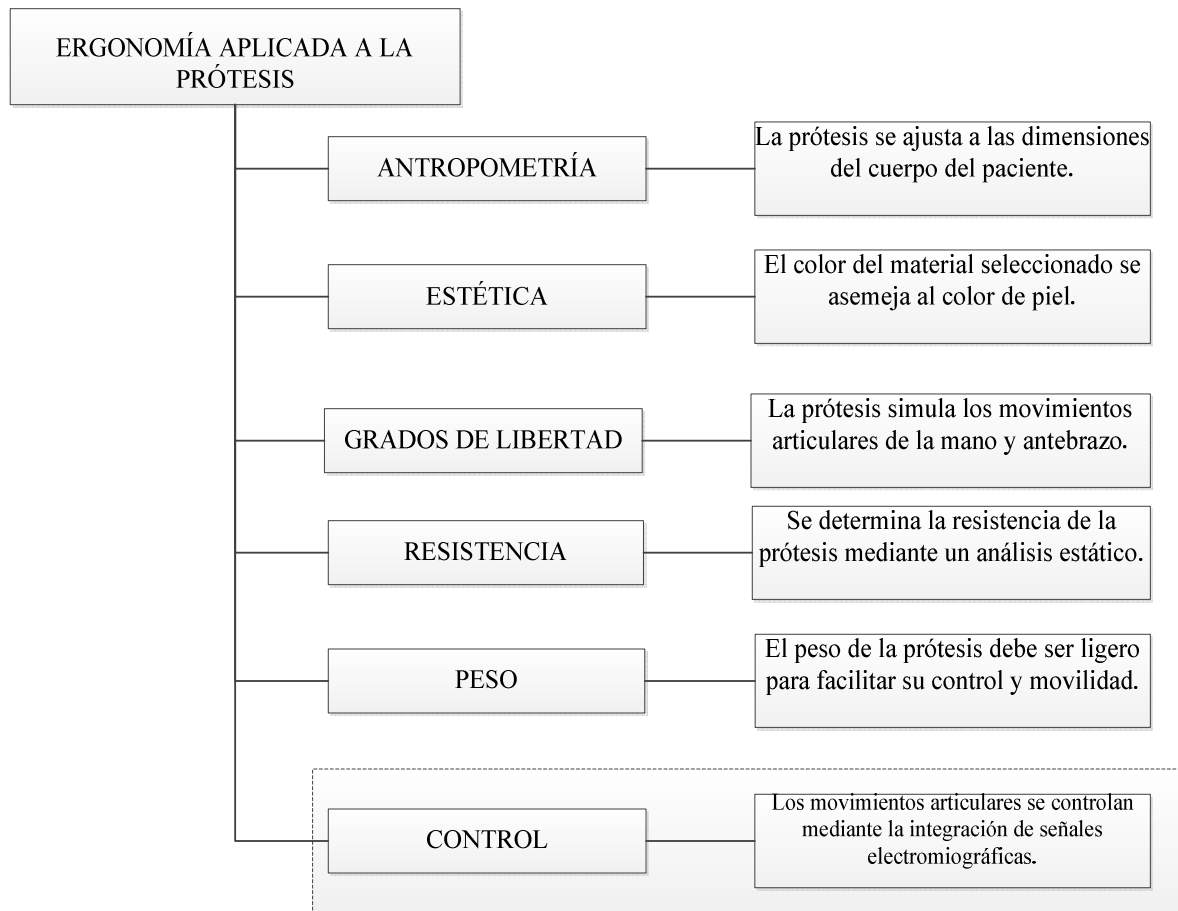 ERGONOMÍA APLICADA A LA
PRÓTESIS
ANTROPOMETRÍA
La prótesis se ajusta a las dimensiones
del cuerpo del paciente.
ESTÉTICA
El color del material seleccionado se
asemeja al color de piel.
GRADOS DE LIBERTAD
La prótesis simula los movimientos
articulares de la mano y antebrazo.
RESISTENCIA
Se determina la resistencia de la
prótesis mediante un análisis estático.
PESO
El peso de la prótesis debe ser ligero
para facilitar su control y movilidad.
CONTROL
Los movimientos articulares se controlan
mediante la integración de señales
electromiográficas.